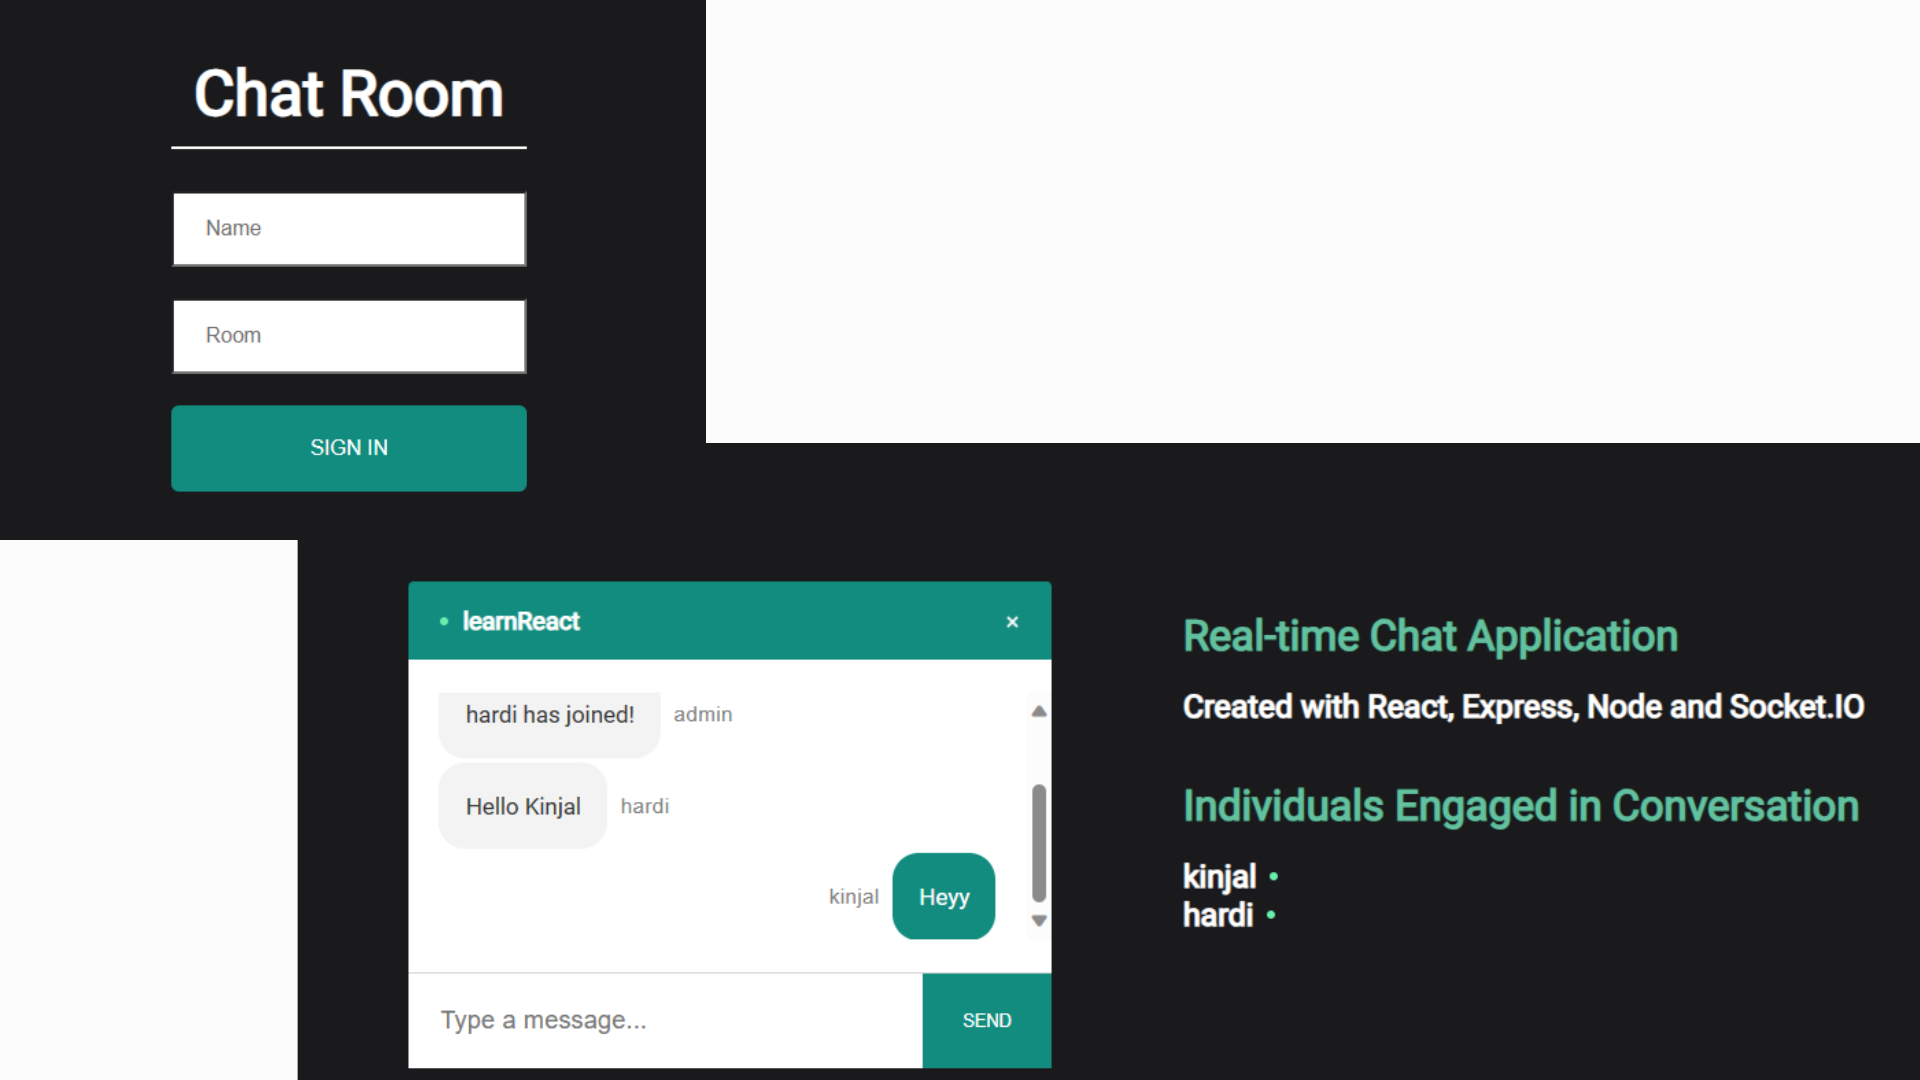 Chat Room
Name
Room
SIGN IN
learnReact ×
hardi has joined! admin
Hello Kinjal hardi
kinjal Heyy
Type a message... SEND
Real-time Chat Application
Created with React, Express, Node and Socket.IO
Individuals Engaged in Conversation
kinjal
hardi